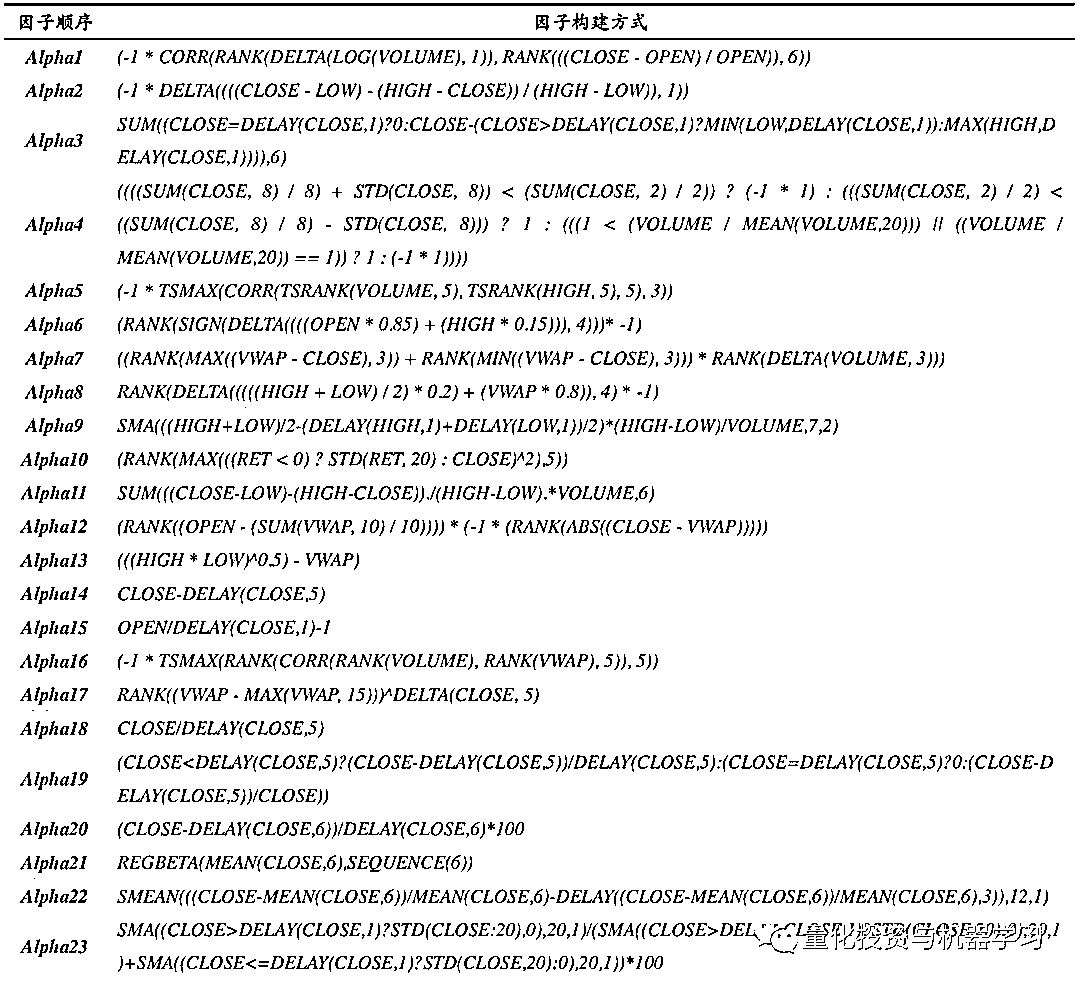 因子顺序 因子构建方式
Alpha1 (-1 * CORR(RANK(DELTA(LOG(VOLUME), 1)), RANK(((CLOSE - OPEN) / OPEN)), 6))
Alpha2 (-1 * DELTA((((CLOSE - LOW) - (HIGH - CLOSE)) / (HIGH - LOW)), 1))
Alpha3 SUM((CLOSE=DELAY(CLOSE,1)?0:CLOSE-(CLOSE>DELAY(CLOSE,1)?MIN(LOW,DELAY(CLOSE,1)):MAX(HIGH,D
ELAY(CLOSE,1)))),6)
((((SUM(CLOSE, 8) / 8) + STD(CLOSE, 8)) < (SUM(CLOSE, 2) / 2)) ? (-1 * 1) : (((SUM(CLOSE, 2) / 2) <
Alpha4 ((SUM(CLOSE, 8) / 8) - STD(CLOSE, 8))) ? 1 : (((1 < (VOLUME / MEAN(VOLUME,20))) || ((VOLUME /
MEAN(VOLUME,20)) == 1)) ? 1 : (-1 * 1))))
Alpha5 (-1 * TSMAX(CORR(TSRANK(VOLUME, 5), TSRANK(HIGH, 5), 5), 3))
Alpha6 (RANK(SIGN(DELTA((((OPEN * 0.85) + (HIGH * 0.15))), 4)))* -1)
Alpha7 ((RANK(MAX((VWAP - CLOSE), 3)) + RANK(MIN((VWAP - CLOSE), 3))) * RANK(DELTA(VOLUME, 3)))
Alpha8 RANK(DELTA(((((HIGH + LOW) / 2) * 0.2) + (VWAP * 0.8)), 4) * -1)
Alpha9 SMA(((HIGH+LOW)/2-(DELAY(HIGH,1)+DELAY(LOW,1))/2)*(HIGH-LOW)/VOLUME,7,2)
Alpha10 (RANK(MAX(((RET < 0) ? STD(RET, 20) : CLOSE)^2),5))
Alpha11 SUM(((CLOSE-LOW)-(HIGH-CLOSE))./(HIGH-LOW).*VOLUME,6)
Alpha12 (RANK((OPEN - (SUM(VWAP, 10) / 10)))) * (-1 * (RANK(ABS((CLOSE - VWAP)))))
Alpha13 (((HIGH * LOW)^0.5) - VWAP)
Alpha14 CLOSE-DELAY(CLOSE,5)
Alpha15 OPEN/DELAY(CLOSE,1)-1
Alpha16 (-1 * TSMAX(RANK(CORR(RANK(VOLUME), RANK(VWAP), 5)), 5))
Alpha17 RANK((VWAP - MAX(VWAP, 15)))^DELTA(CLOSE, 5)
Alpha18 CLOSE/DELAY(CLOSE,5)
Alpha19 (CLOSE<DELAY(CLOSE,5)?(CLOSE-DELAY(CLOSE,5))/DELAY(CLOSE,5):(CLOSE=DELAY(CLOSE,5)?0:(CLOSE-D
ELAY(CLOSE,5))/CLOSE))
Alpha20 (CLOSE-DELAY(CLOSE,6))/DELAY(CLOSE,6)*100
Alpha21 REGBETA(MEAN(CLOSE,6),SEQUENCE(6))
Alpha22 SMEAN(((CLOSE-MEAN(CLOSE,6))/MEAN(CLOSE,6)-DELAY((CLOSE-MEAN(CLOSE,6))/MEAN(CLOSE,6),3)),12,1)
Alpha23 SMA((CLOSE>DELAY(CLOSE,1)?STD(CLOSE:20),0),20,1)/(SMA((CLOSE>DEL
)+SMA((CLOSE<=DELAY(CLOSE,1)?STD(CLOSE,20):0),20,1))*100
量化投资与机器学习